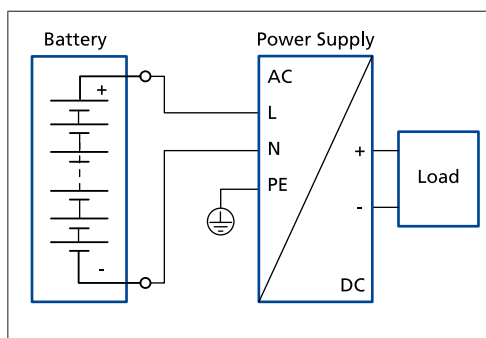 Battery
Power Supply
+
-
AC
L
N
PE
+
-
DC
Load